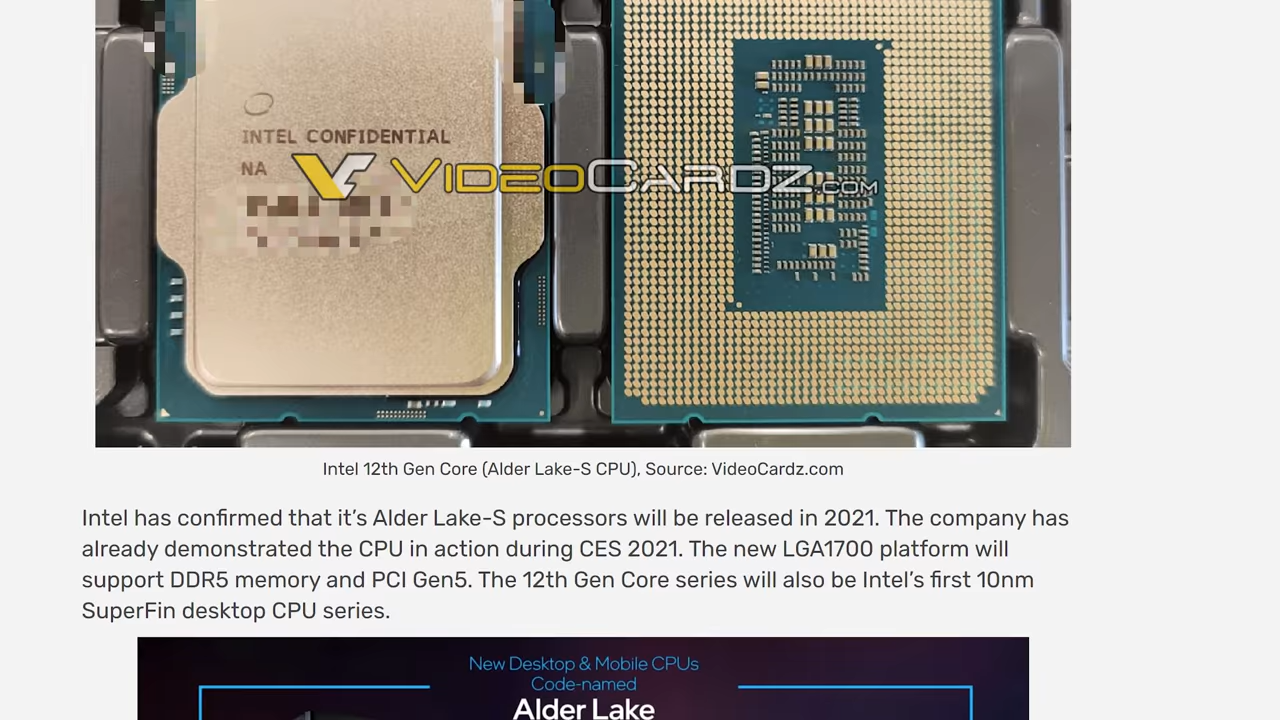 INTEL CONFIDENTIAL
NA
VIDEOCARDZ.COM
Intel 12th Gen Core (Alder Lake-S CPU), Source: VideoCardz.com
Intel has confirmed that it’s Alder Lake-S processors will be released in 2021. The company has
already demonstrated the CPU in action during CES 2021. The new LGA1700 platform will
support DDR5 memory and PCI Gen5. The 12th Gen Core series will also be Intel’s first 10nm
SuperFin desktop CPU series.
New Desktop & Mobile CPUs
Code-named
Alder Lake